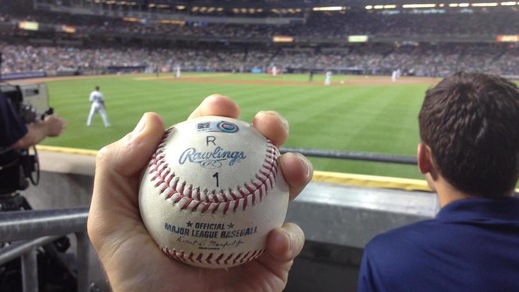 R
Rawlings
1
OFFICIAL
MAJOR LEAGUE BASEBALL